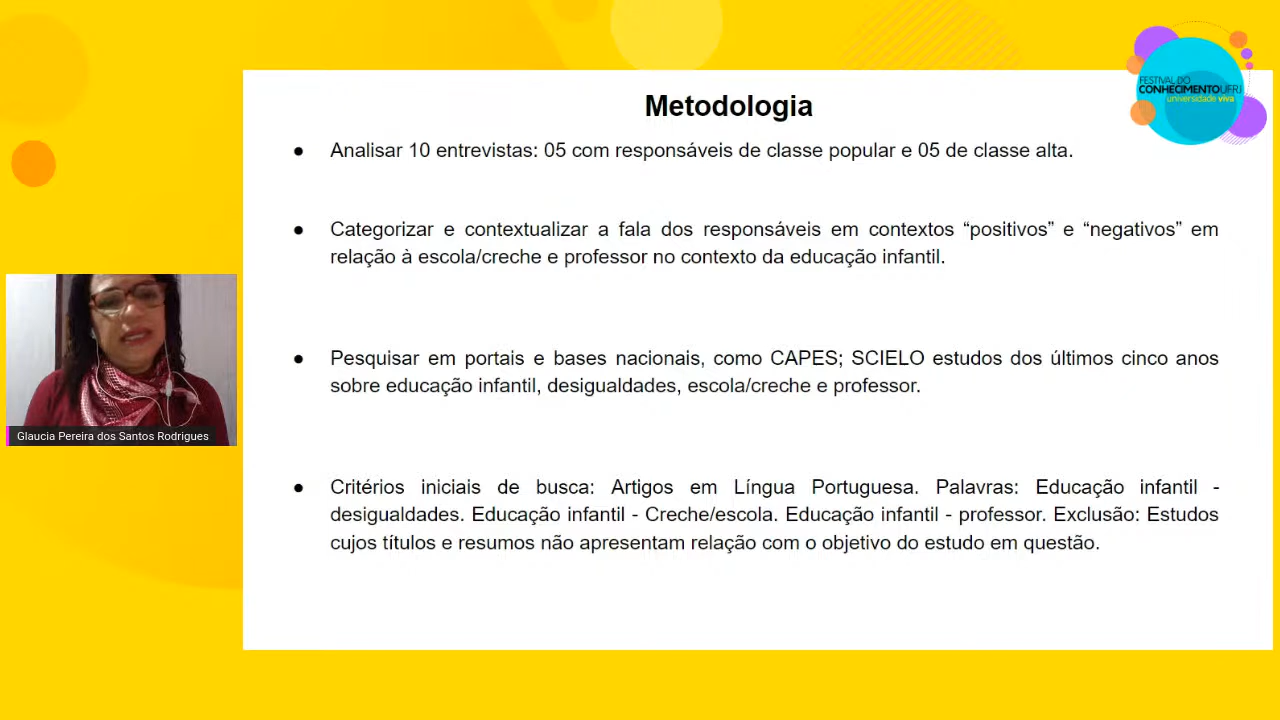 FESTIVAL DO
CONHECIMENTO UFRJ
universidade viva
Metodologia
● Analisar 10 entrevistas: 05 com responsáveis de classe popular e 05 de classe alta.
● Categorizar e contextualizar a fala dos responsáveis em contextos “positivos” e “negativos” em
relação à escola/creche e professor no contexto da educação infantil.
● Pesquisar em portais e bases nacionais, como CAPES; SCIELO estudos dos últimos cinco anos
sobre educação infantil, desigualdades, escola/creche e professor.
● Critérios iniciais de busca: Artigos em Língua Portuguesa. Palavras: Educação infantil -
desigualdades. Educação infantil - Creche/escola. Educação infantil - professor. Exclusão: Estudos
cujos títulos e resumos não apresentam relação com o objetivo do estudo em questão.
Glaucia Pereira dos Santos Rodrigues